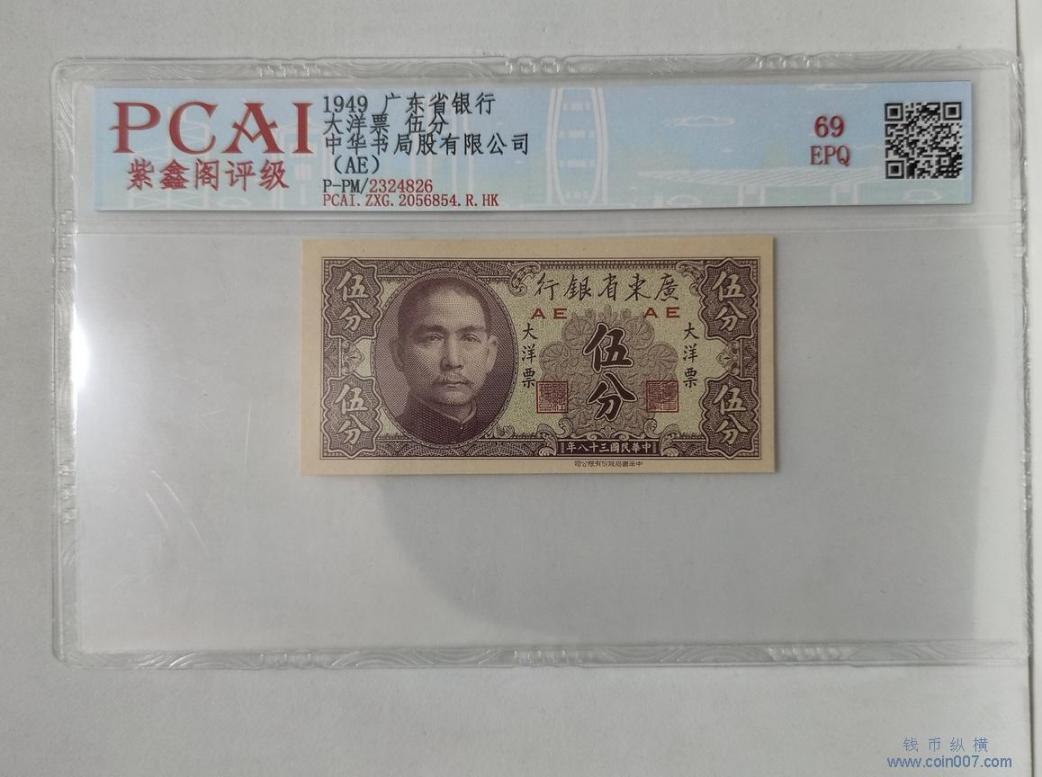 PCAI
紫鑫阁评级
1949 广东省银行
大洋票 伍分
中华书局股有限公司
(AE)
P-PM/2324826
PCAI.ZXG.2056854.R.HK
69
EPQ
行銀省東廣
AE AE
伍分
伍分
大洋票
伍分
大洋票
伍分
伍分
年八十三國民華中
钱币纵横
www.coin007.com